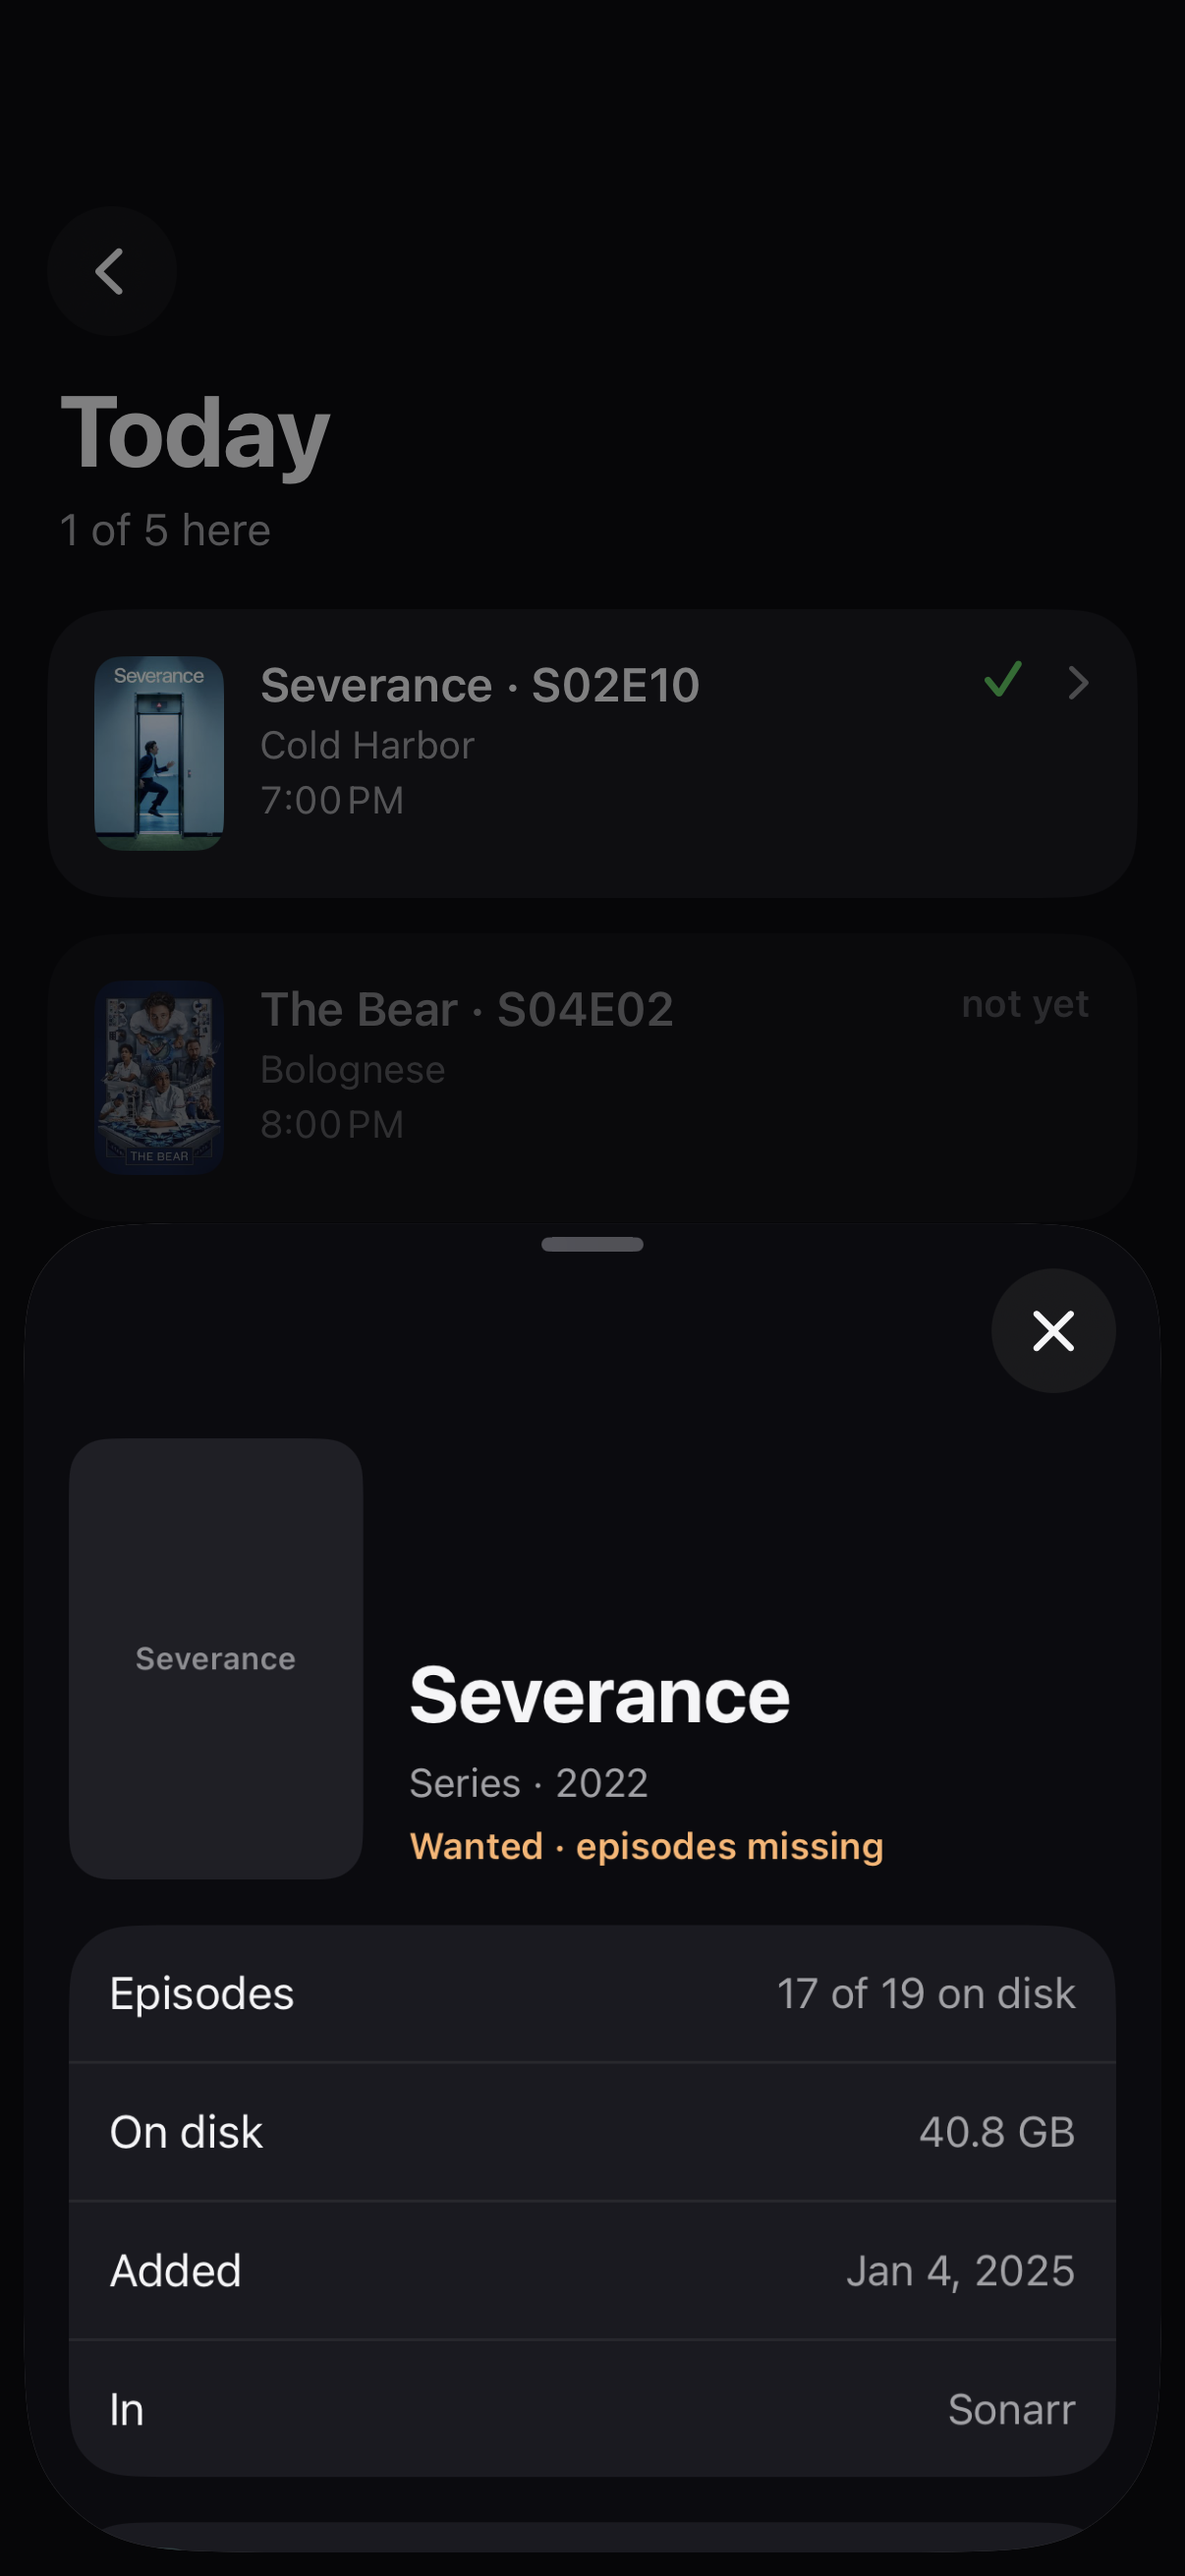 Today
1 of 5 here
Severance
Severance · S02E10
Cold Harbor
7:00 PM
The Bear · S04E02
not yet
Bolognese
8:00 PM
THE BEAR
Severance
Severance
Series · 2022
Wanted · episodes missing
Episodes
17 of 19 on disk
On disk
40.8 GB
Added
Jan 4, 2025
In
Sonarr